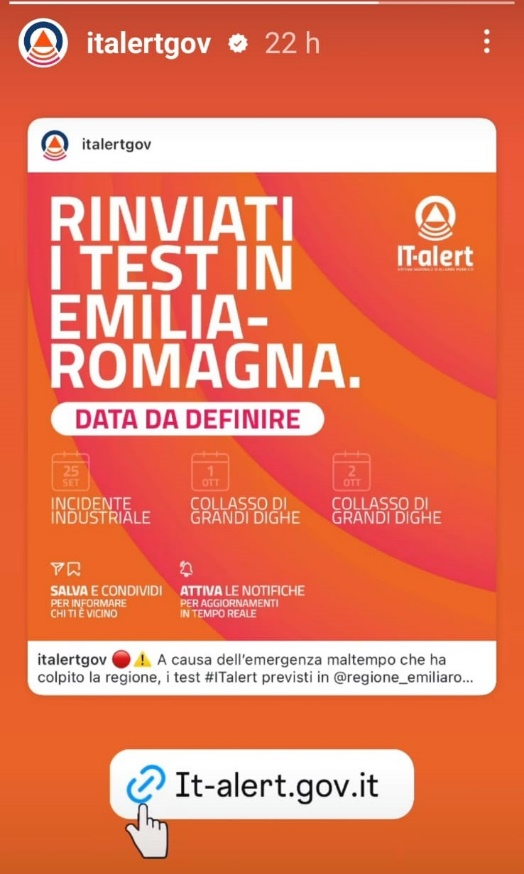 italertgov 22 h
italertgov
RINVIATI
I TEST IN
EMILIA-
ROMAGNA.
IT-alert
DATA DA DEFINIRE
25
SET
INCIDENTE
INDUSTRIALE
1
OTT
COLLASSO DI
GRANDI DIGHE
2
OTT
COLLASSO DI
GRANDI DIGHE
SALVA E CONDIVIDI
PER INFORMARE
CHI TI È VICINO
ATTIVA LE NOTIFICHE
PER AGGIORNAMENTI
IN TEMPO REALE
italertgov 🔴⚠️ A causa dell'emergenza maltempo che ha
colpito la regione, i test #ITalert previsti in @regione_emiliaro...
It-alert.gov.it